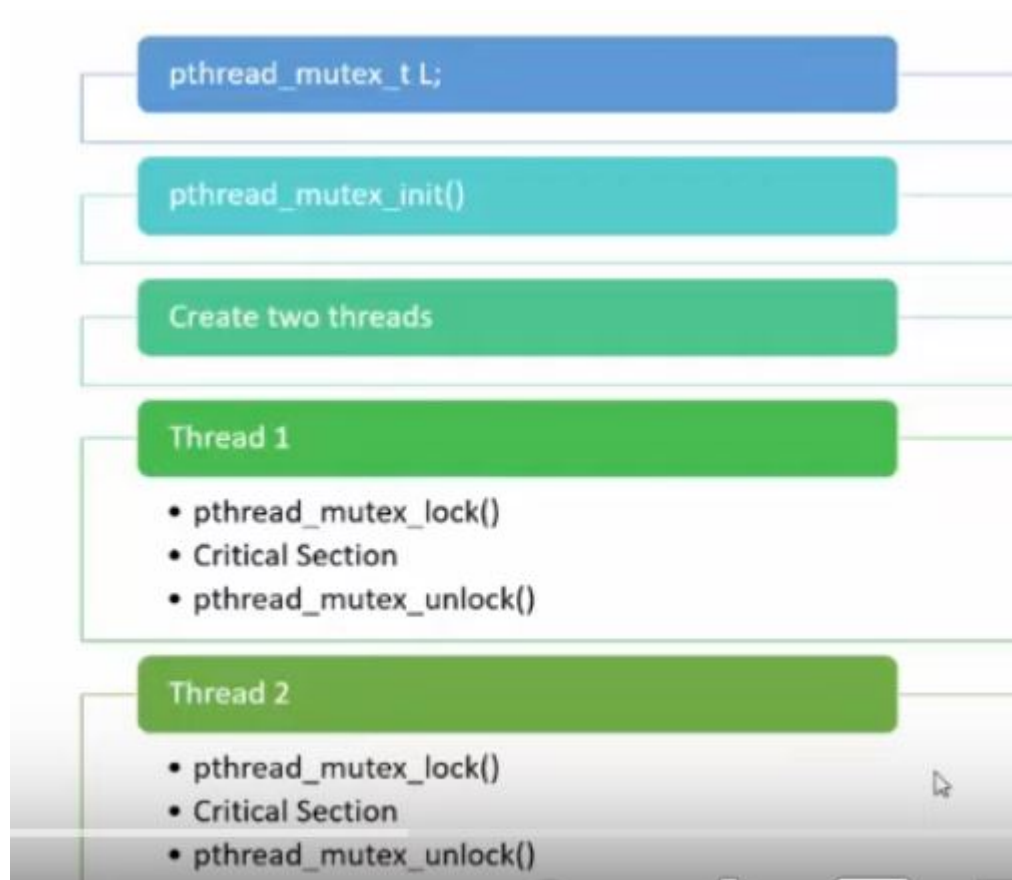 pthread_mutex_t L;
pthread_mutex_init()
Create two threads
Thread 1
• pthread_mutex_lock()
• Critical Section
• pthread_mutex_unlock()
Thread 2
• pthread_mutex_lock()
• Critical Section
• pthread_mutex_unlock()